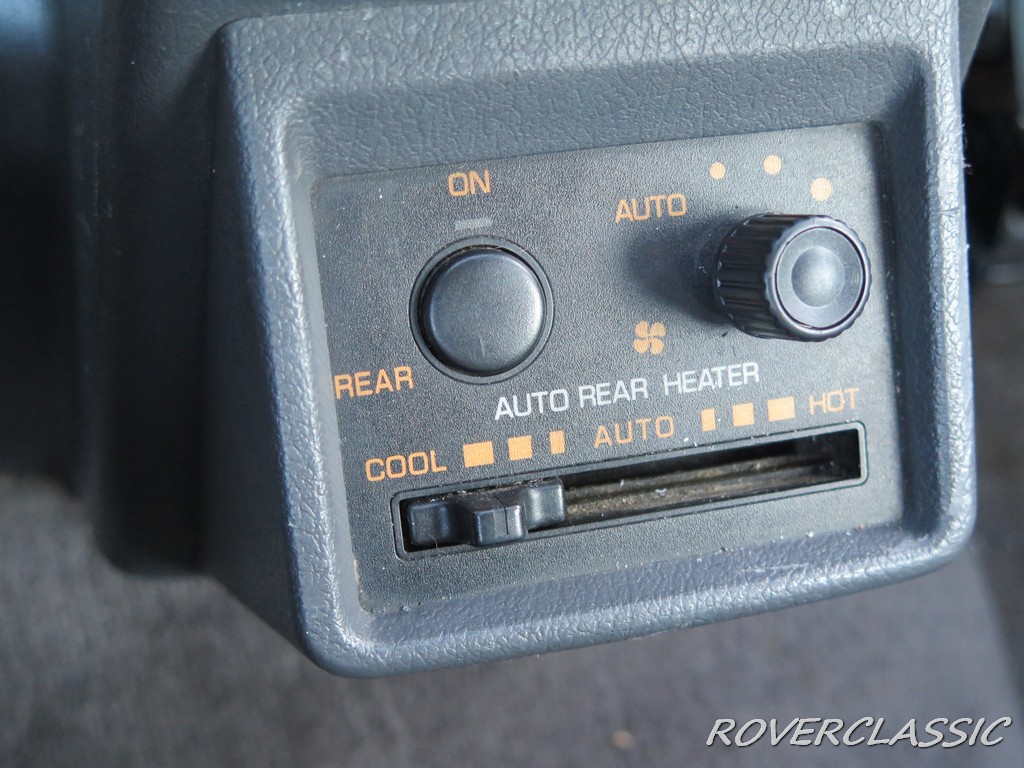 ON
AUTO
REAR
AUTO REAR HEATER
COOL AUTO HOT
ROVERCLASSIC